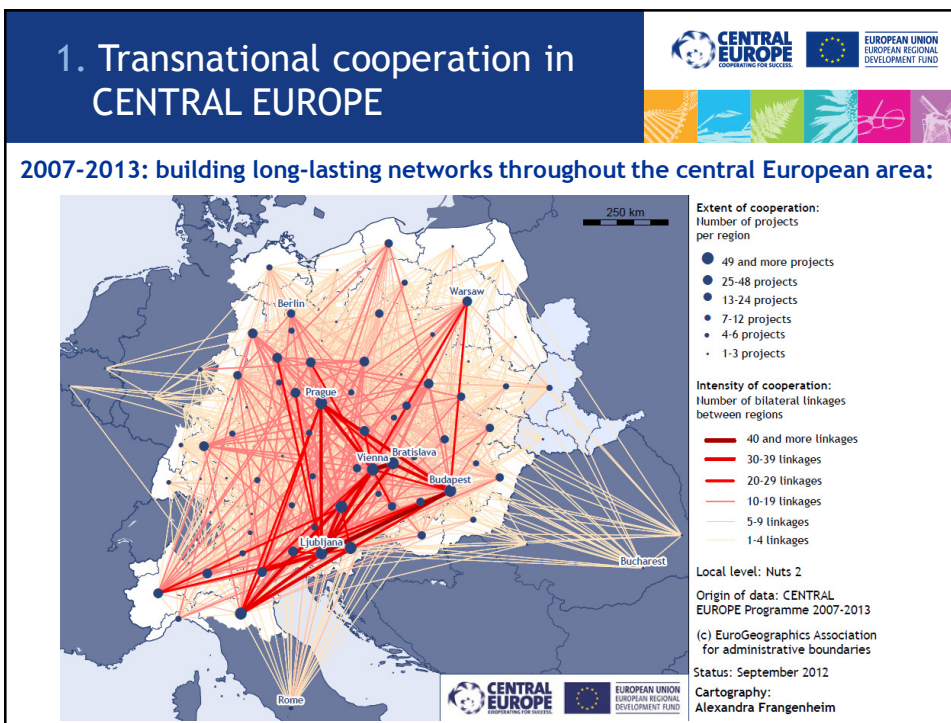 1. Transnational cooperation in
CENTRAL EUROPE
CENTRAL
EUROPE
COOPERATING FOR SUCCESS.
EUROPEAN UNION
EUROPEAN REGIONAL
DEVELOPMENT FUND
2007-2013: building long-lasting networks throughout the central European area:
250 km
Berlin
Warsaw
Prague
Vienna
Bratislava
Budapest
Ljubljana
Bucharest
Rome
Extent of cooperation:
Number of projects
per region
49 and more projects
25-48 projects
13-24 projects
7-12 projects
4-6 projects
1-3 projects
Intensity of cooperation:
Number of bilateral linkages
between regions
40 and more linkages
30-39 linkages
20-29 linkages
10-19 linkages
5-9 linkages
1-4 linkages
Local level: Nuts 2
Origin of data: CENTRAL
EUROPE Programme 2007-2013
(c) EuroGeographics Association
for administrative boundaries
Status: September 2012
Cartography:
Alexandra Frangenheim
CENTRAL
EUROPE
COOPERATING FOR SUCCESS.
EUROPEAN UNION
EUROPEAN REGIONAL
DEVELOPMENT FUND